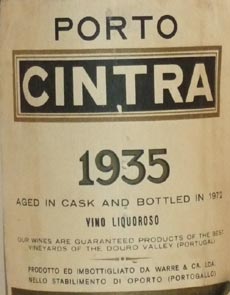 PORTO
CINTRA
1935
AGED IN CASK AND BOTTLED IN 1972
VINO LIQUOROSO
OUR WINES ARE GUARANTEED PRODUCTS OF THE BEST
VINEYARDS OF THE DOURO VALLEY (PORTUGAL)
PRODOTTO ED IMBOTTIGLIATO DA WARRE & CA. LDA.
NELLO STABILIMENTO DI OPORTO (PORTOGALLO)